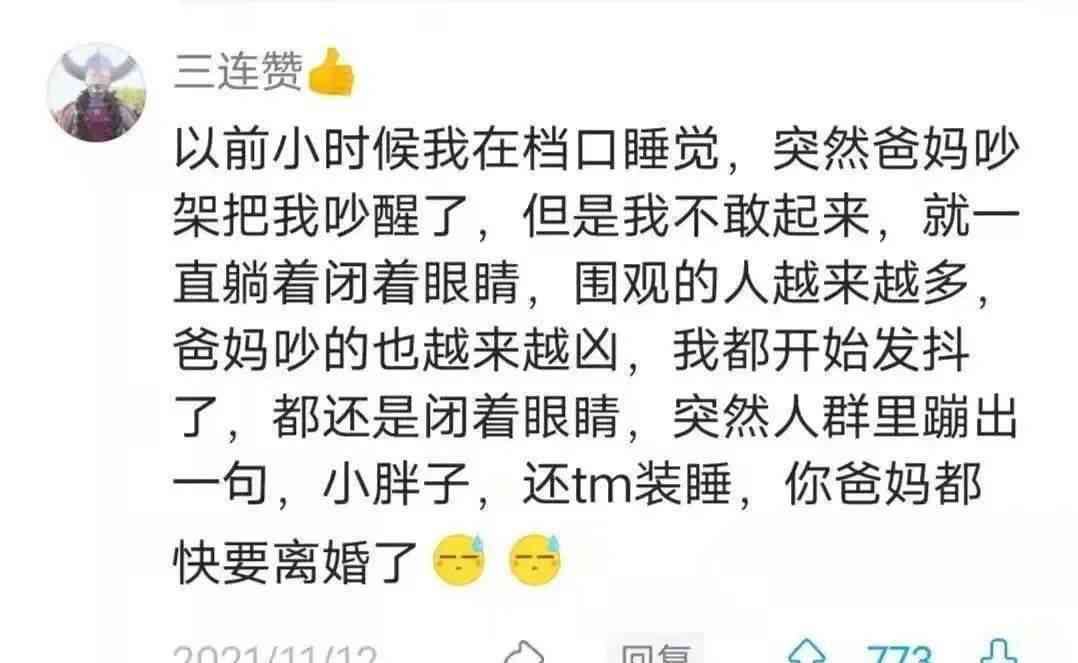 三连赞👍
以前小时候我在档口睡觉，突然爸妈吵
架把我吵醒了，但是我不敢起来，就一
直躺着闭着眼睛，围观的人越来越多，
爸妈吵的也越来越凶，我都开始发抖
了，都还是闭着眼睛，突然人群里蹦出
一句，小胖子，还tm装睡，你爸妈都
快要离婚了😓😓
2021/11/12 回复 773